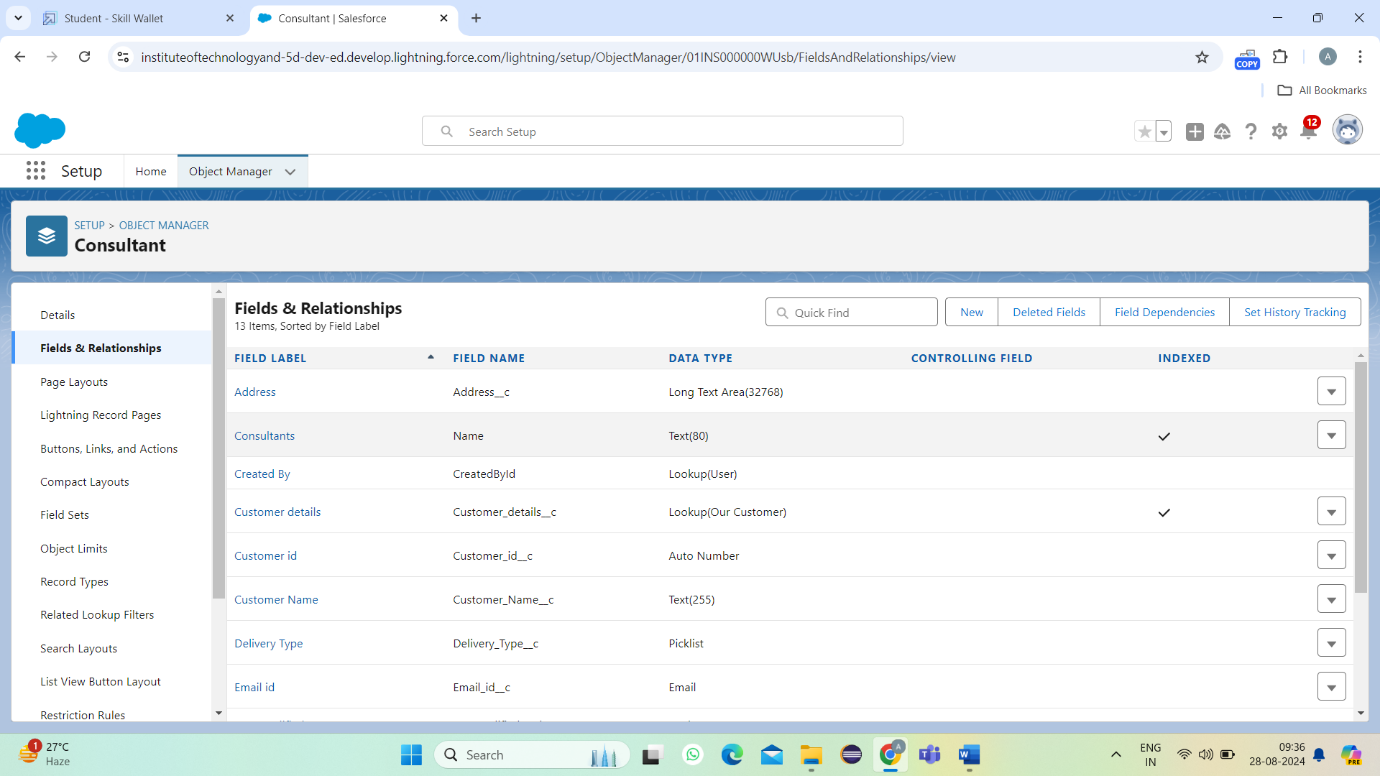 Student - Skill Wallet
Consultant | Salesforce
instituteoftechnologyand-5d-dev-ed.develop.lightning.force.com/lightning/setup/ObjectManager/01INS000000WUsb/FieldsAndRelationships/view
COPY
A
All Bookmarks
Search Setup
12
Setup
Home
Object Manager
SETUP > OBJECT MANAGER
Consultant
Details
Fields & Relationships
Page Layouts
Lightning Record Pages
Buttons, Links, and Actions
Compact Layouts
Field Sets
Object Limits
Record Types
Related Lookup Filters
Search Layouts
List View Button Layout
Restriction Rules
Fields & Relationships
13 Items, Sorted by Field Label
Quick Find
New
Deleted Fields
Field Dependencies
Set History Tracking
FIELD LABEL FIELD NAME DATA TYPE CONTROLLING FIELD INDEXED
Address Address__c Long Text Area(32768)
Consultants Name Text(80)
Created By CreatedById Lookup(User)
Customer details Customer_details__c Lookup(Our Customer)
Customer id Customer_id__c Auto Number
Customer Name Customer_Name__c Text(255)
Delivery Type Delivery_Type__c Picklist
Email id Email_id__c Email
1
27°C
Haze
Search
A
ENG
IN
09:36
28-08-2024
PRE